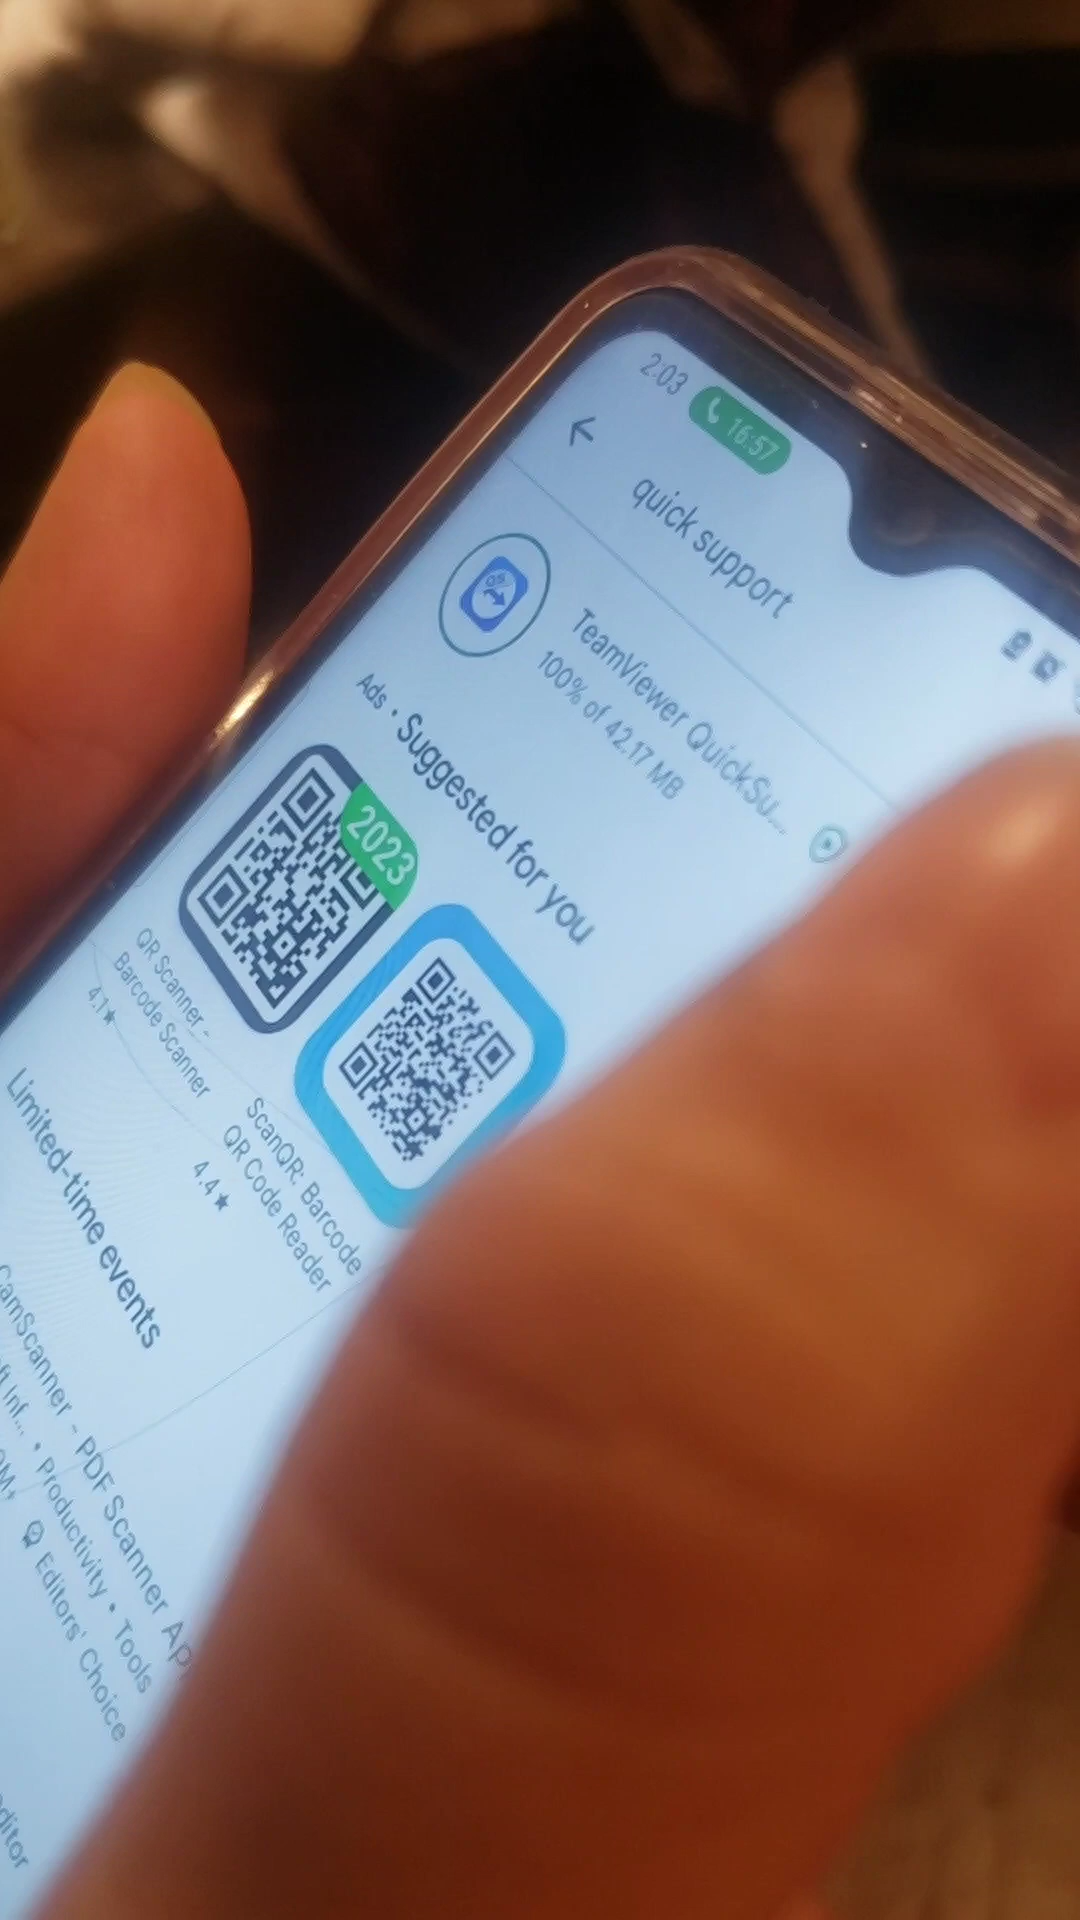 2:03
16:57
quick support
TeamViewer QuickSu...
100% of 42.17 MB
Ads • Suggested for you
2023
QR Scanner -
Barcode Scanner
4.1★
ScanQR: Barcode
QR Code Reader
4.4★
Limited-time events
CamScanner - PDF Scanner Ap
Inf... • Productivity • Tools
Editors' Choice